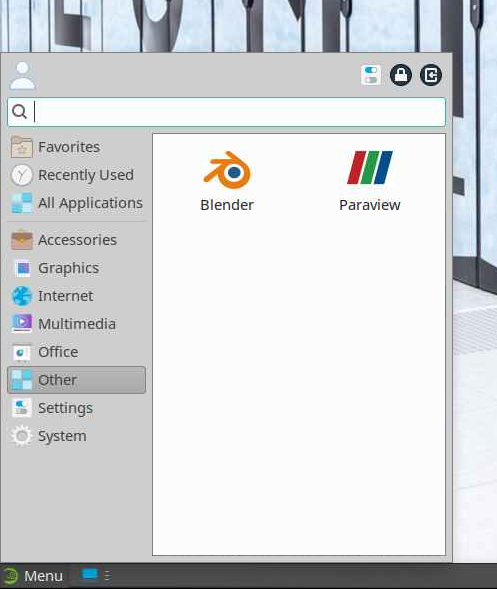 Favorites
Recently Used
All Applications
Accessories
Graphics
Internet
Multimedia
Office
Other
Settings
System
Blender
Paraview
Menu